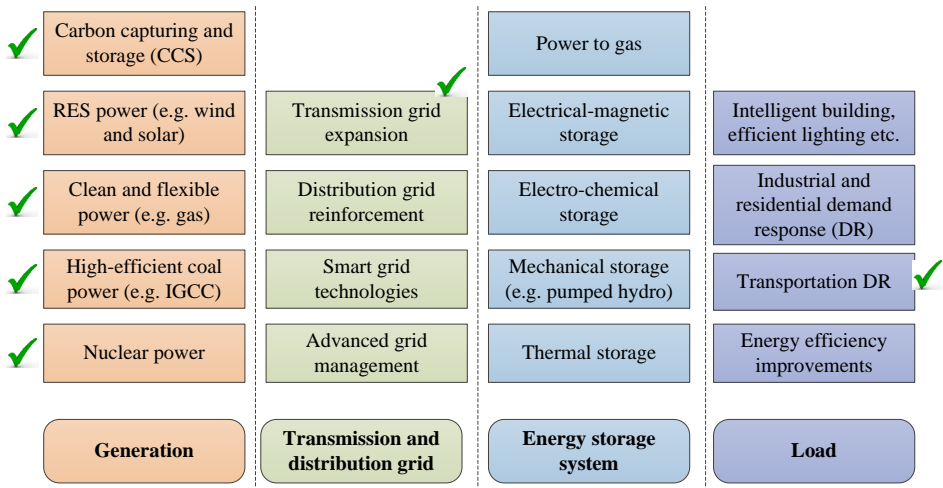 Carbon capturing and
storage (CCS)
RES power (e.g. wind
and solar)
Clean and flexible
power (e.g. gas)
High-efficient coal
power (e.g. IGCC)
Nuclear power
Generation
Transmission grid
expansion
Distribution grid
reinforcement
Smart grid
technologies
Advanced grid
management
Transmission and
distribution grid
Power to gas
Electrical-magnetic
storage
Electro-chemical
storage
Mechanical storage
(e.g. pumped hydro)
Thermal storage
Energy storage
system
Intelligent building,
efficient lighting etc.
Industrial and
residential demand
response (DR)
Transportation DR
Energy efficiency
improvements
Load